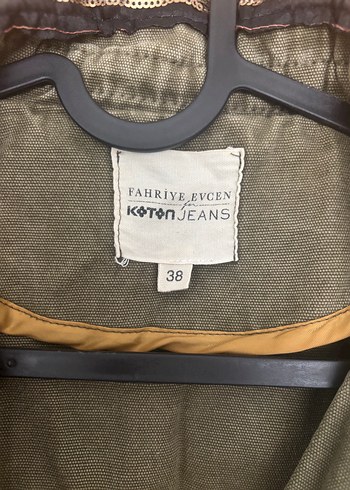 FAHRİYE EVCEN
for
KOTON JEANS
38